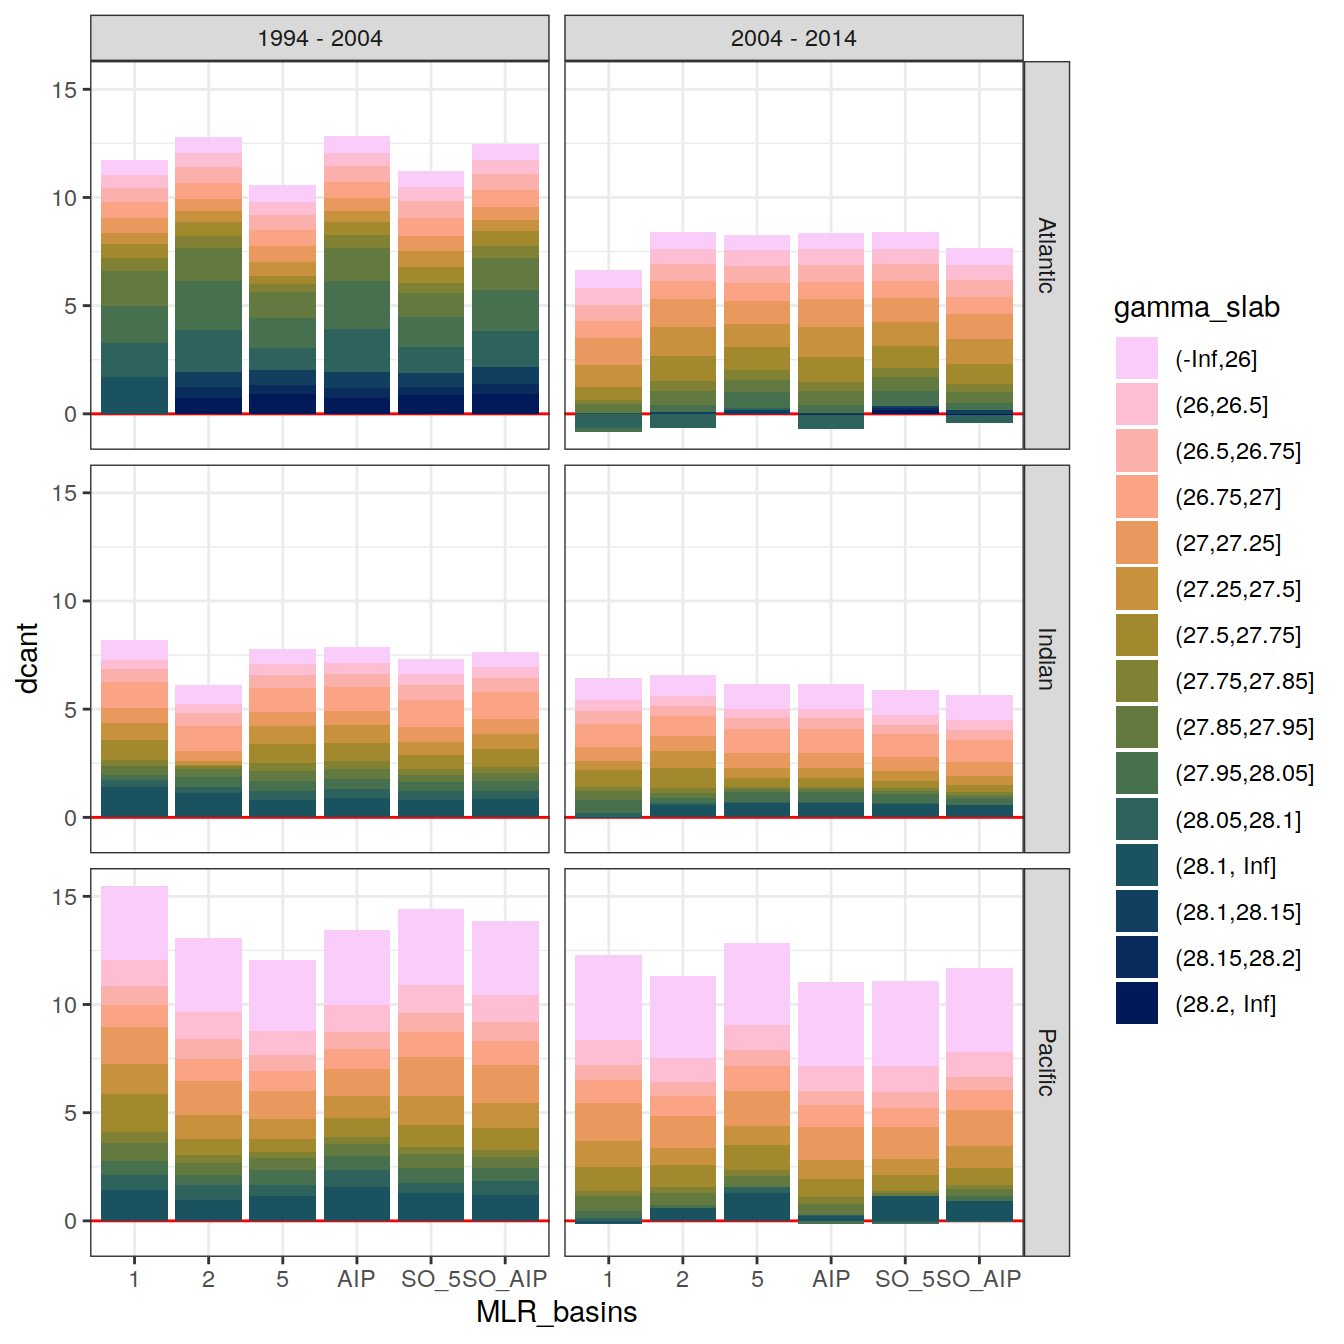 1994 - 2004
2004 - 2014
15
10
5
0
Atlantic
15
10
5
0
Indian
15
10
5
0
Pacific
dcant
1 2 5 AIP SO_5 SO_AIP
1 2 5 AIP SO_5 SO_AIP
MLR_basins
gamma_slab
(-Inf,26]
(26,26.5]
(26.5,26.75]
(26.75,27]
(27,27.25]
(27.25,27.5]
(27.5,27.75]
(27.75,27.85]
(27.85,27.95]
(27.95,28.05]
(28.05,28.1]
(28.1, Inf]
(28.1,28.15]
(28.15,28.2]
(28.2, Inf]